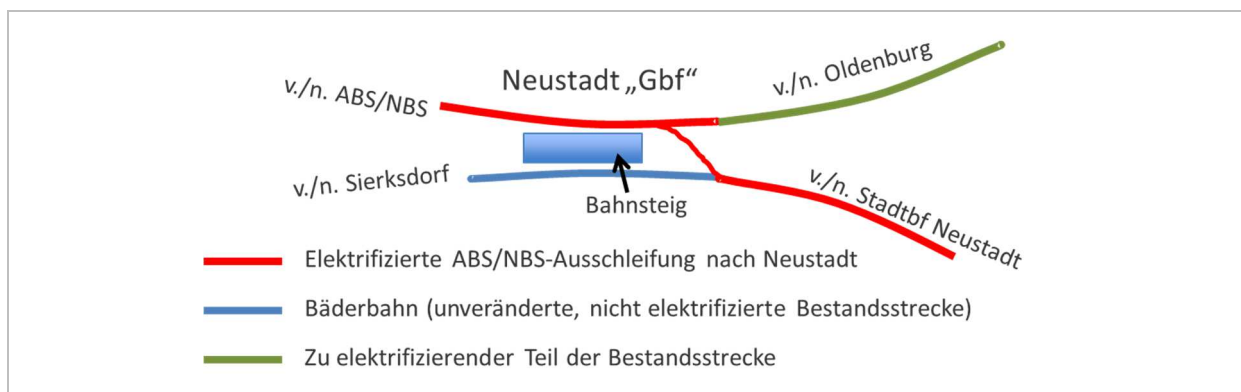 v./n. ABS/NBS
Neustadt „Gbf“
v./n. Oldenburg
v./n. Sierksdorf
Bahnsteig
v./n. Stadtbf Neustadt
Elektrifizierte ABS/NBS-Ausschleifung nach Neustadt
Bäderbahn (unveränderte, nicht elektrifizierte Bestandsstrecke)
Zu elektrifizierender Teil der Bestandsstrecke